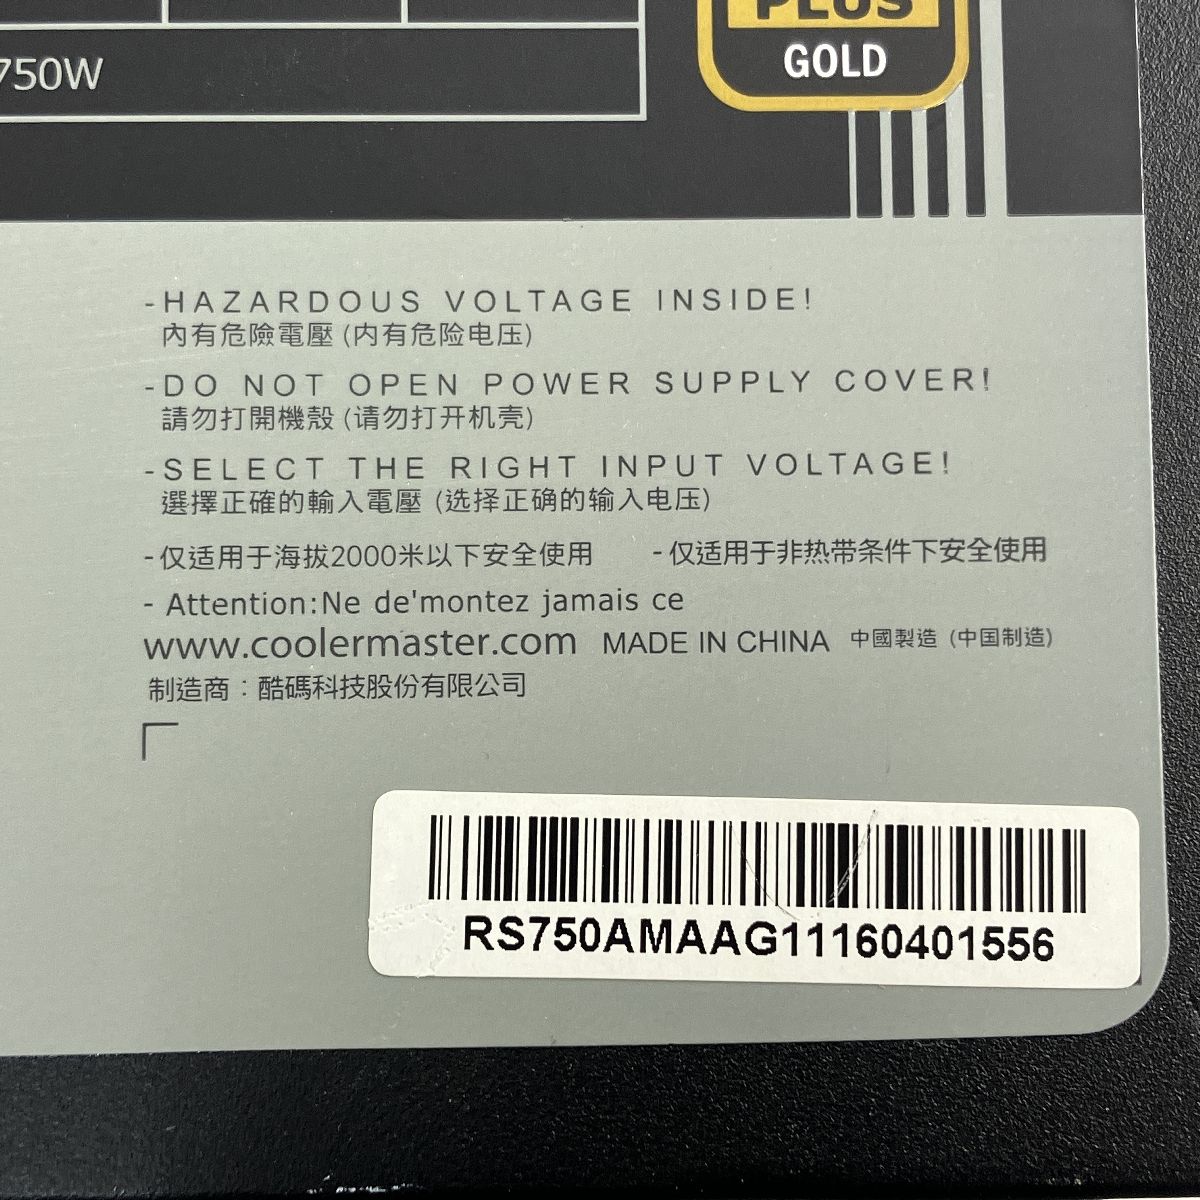 PLUS
GOLD
750W
-HAZARDOUS VOLTAGE INSIDE!
內有危險電壓 (内有危险电压)
-DO NOT OPEN POWER SUPPLY COVER!
請勿打開機殼 (请勿打开机壳)
-SELECT THE RIGHT INPUT VOLTAGE!
選擇正確的輸入電壓 (选择正确的输入电压)
-仅适用于海拔2000米以下安全使用 -仅适用于非热带条件下安全使用
- Attention:Ne de'montez jamais ce
www.coolermaster.com MADE IN CHINA 中國製造 (中国制造)
制造商：酷碼科技股份有限公司
RS750AMAAG11160401556